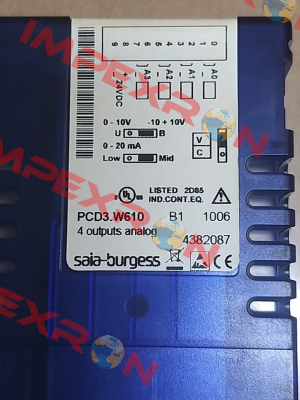 9 8 7 6 5 4 3 2 1 0
+ - A3 A2 A1 A0
24VDC
0 - 10V -10 + 10V
U B
0 - 20 mA
Low Mid
V
C
UL LISTED 2D85
US IND.CONT.EQ.
PCD3.W610 B1 1006
4 outputs analog 4382087
saia-burgess CE
IMPEXRON